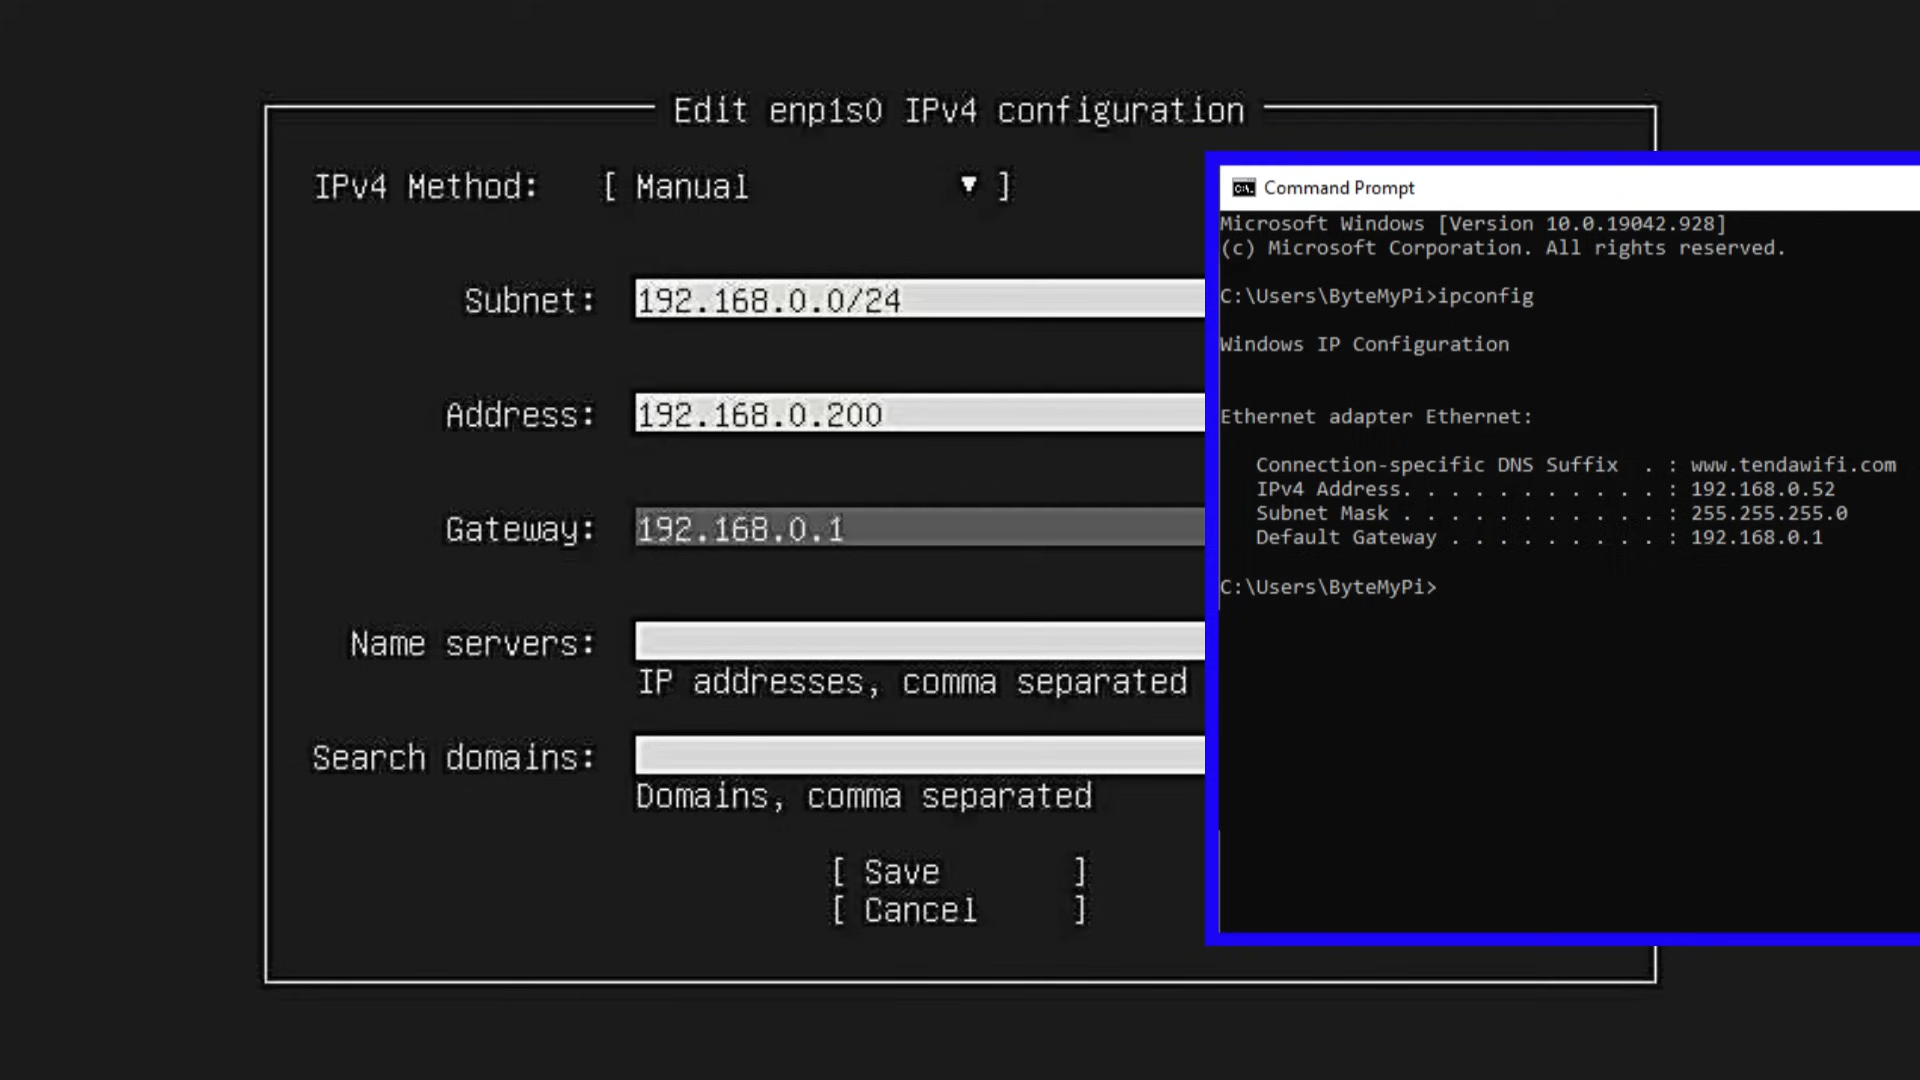 Edit enp1s0 IPv4 configuration
IPv4 Method: [ Manual ▼ ]
Subnet: 192.168.0.0/24
Address: 192.168.0.200
Gateway: 192.168.0.1
Name servers:
IP addresses, comma separated
Search domains:
Domains, comma separated
[ Save ]
[ Cancel ]
Command Prompt
Microsoft Windows [Version 10.0.19042.928]
(c) Microsoft Corporation. All rights reserved.
C:\Users\ByteMyPi>ipconfig
Windows IP Configuration
Ethernet adapter Ethernet:
Connection-specific DNS Suffix . : www.tendawifi.com
IPv4 Address. . . . . . . . . . . : 192.168.0.52
Subnet Mask . . . . . . . . . . . : 255.255.255.0
Default Gateway . . . . . . . . . : 192.168.0.1
C:\Users\ByteMyPi>